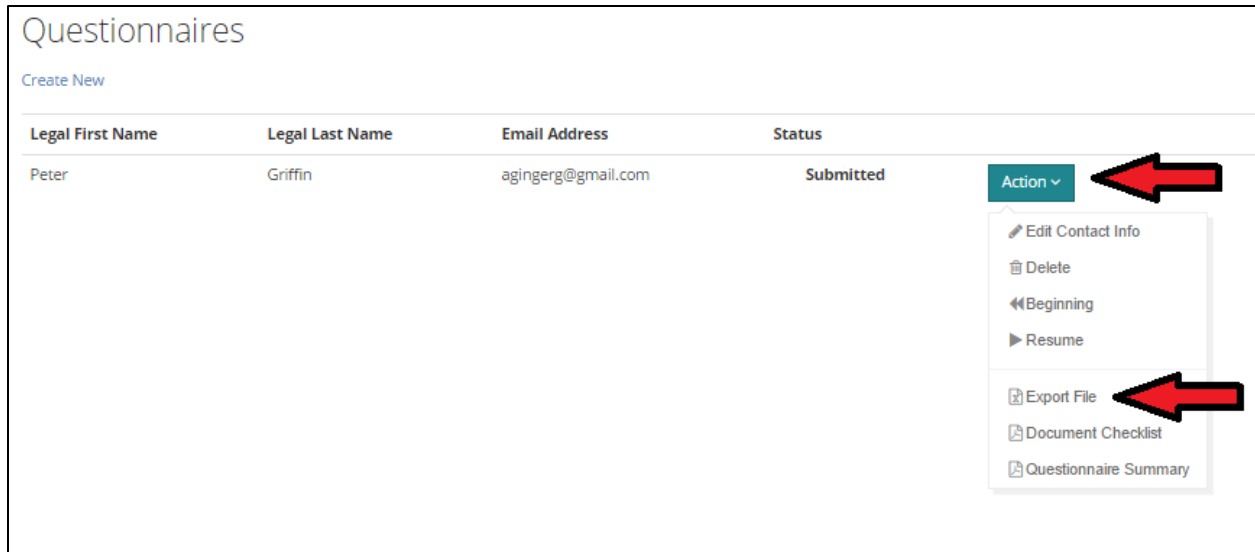 Questionnaires
Create New
Legal First Name Legal Last Name Email Address Status
Peter Griffin agingerg@gmail.com Submitted Action
Edit Contact Info
Delete
Beginning
Resume
Export File
Document Checklist
Questionnaire Summary